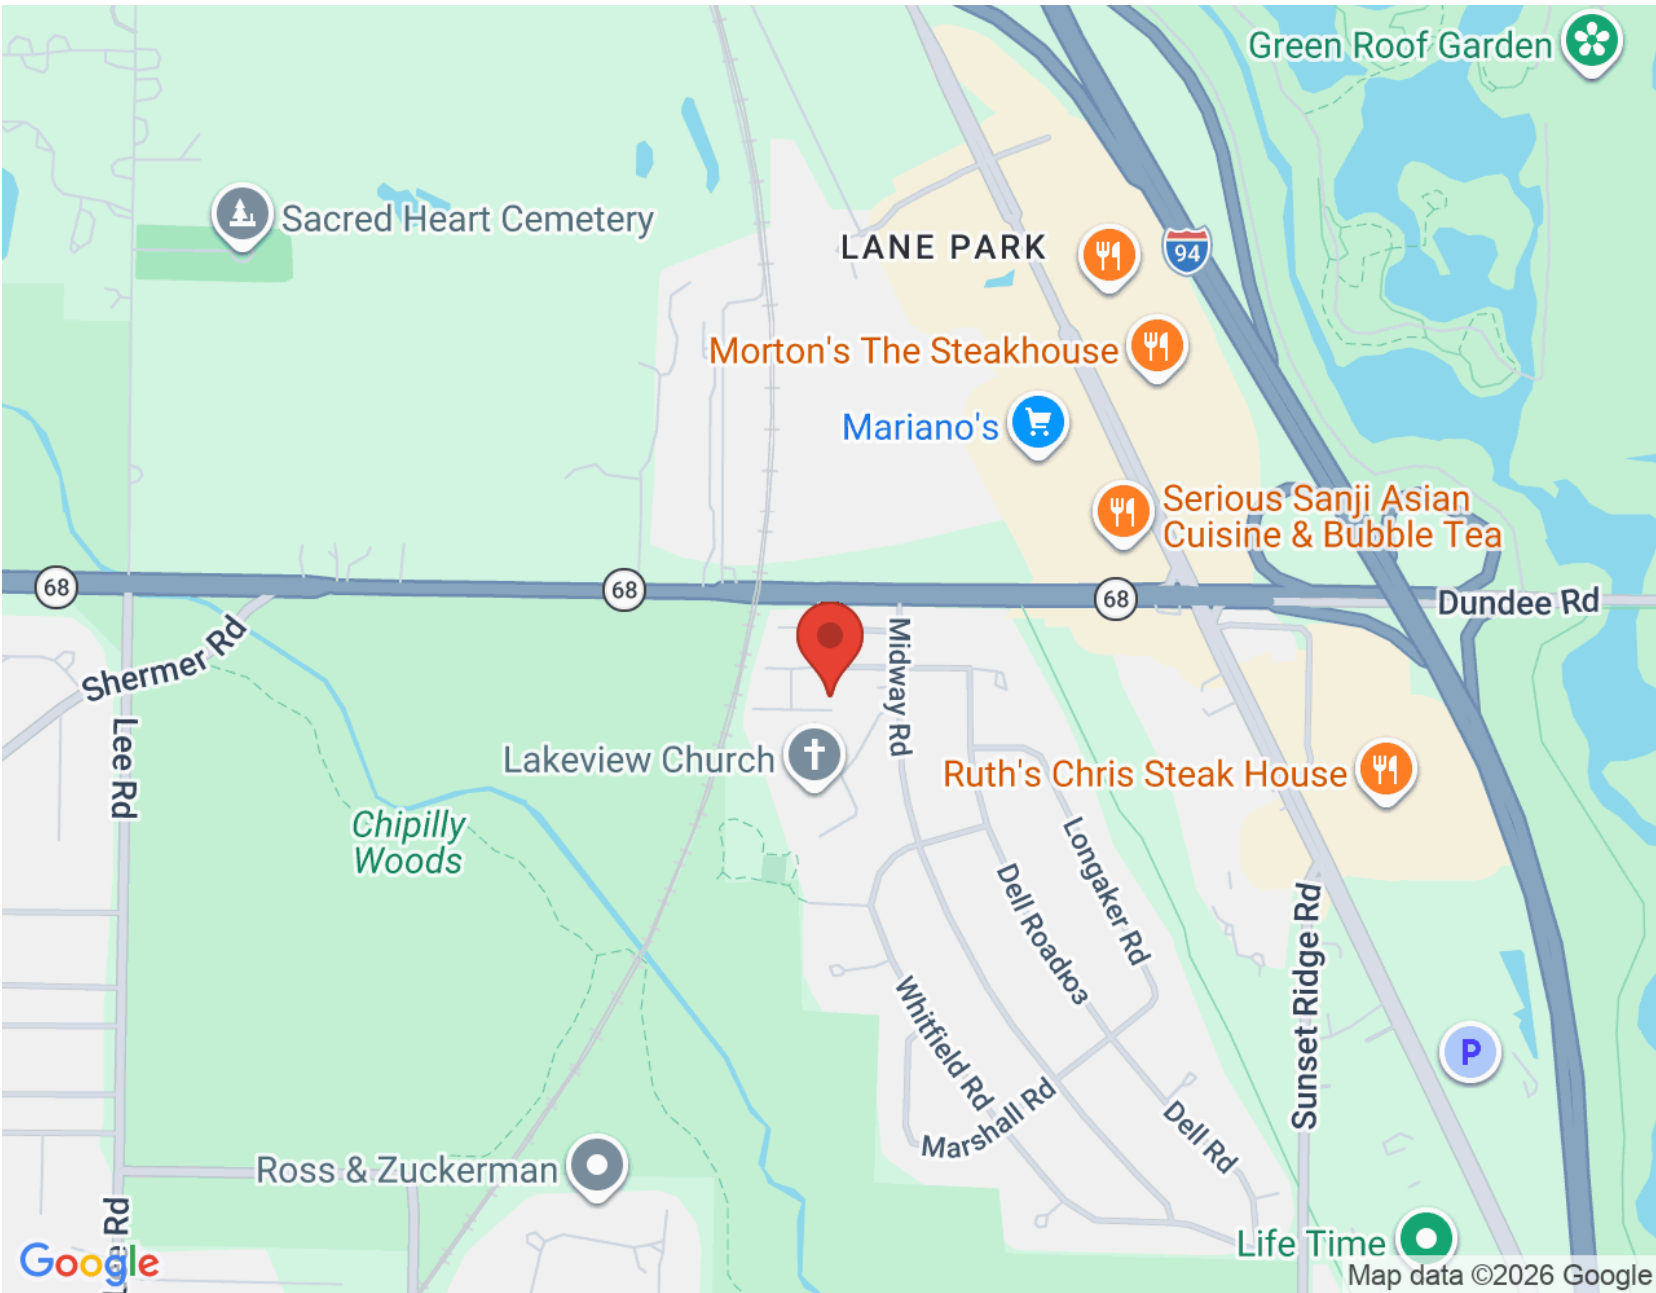 Green Roof Garden
Sacred Heart Cemetery
LANE PARK
94
Morton's The Steakhouse
Mariano's
Serious Sanji Asian
Cuisine & Bubble Tea
68
68
68
Dundee Rd
Shermer Rd
Midway Rd
Lee Rd
Lakeview Church
Ruth's Chris Steak House
Chipilly
Woods
Longaker Rd
Dell Roadюз
Sunset Ridge Rd
Whitfield Rd
P
Marshall Rd
Dell Rd
Ross & Zuckerman
Life Time
Google
Map data ©2026 Google